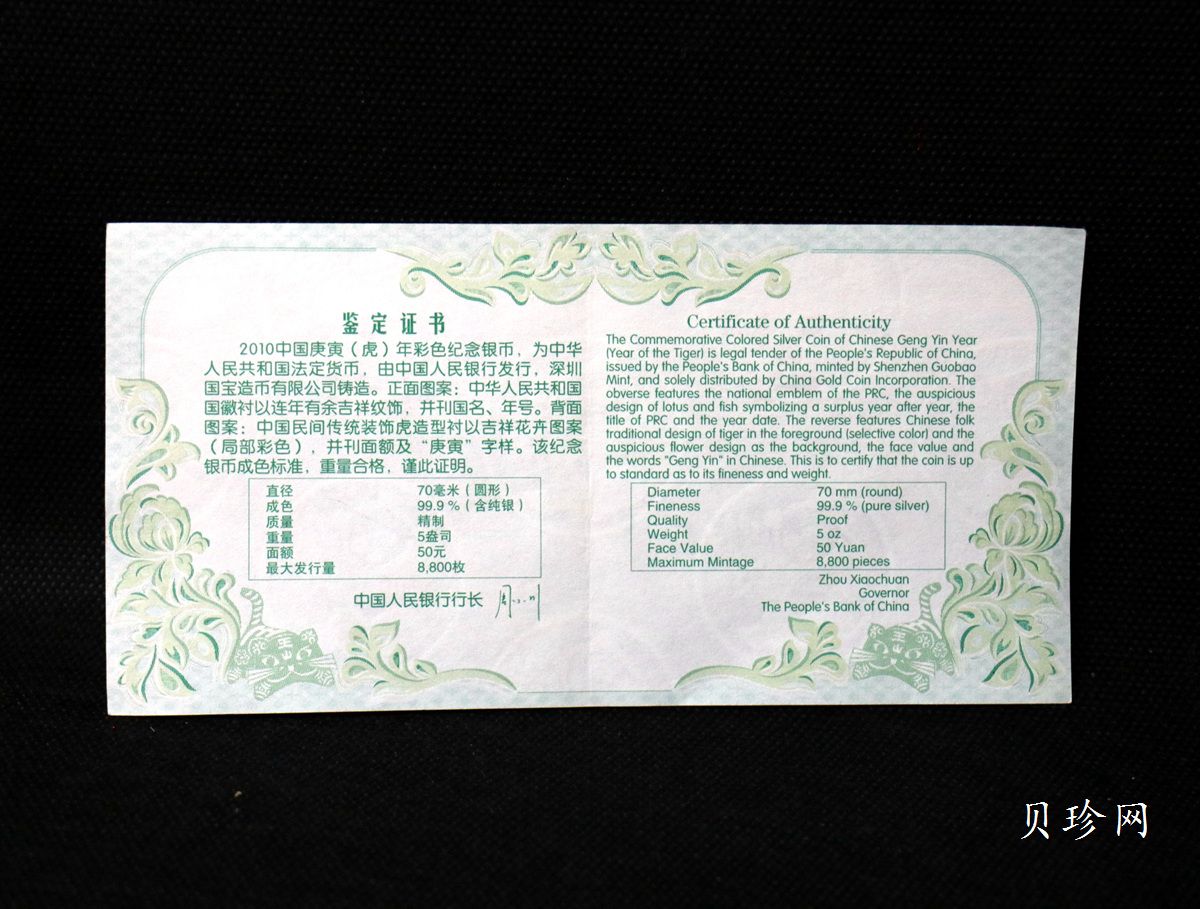 鉴定证书
2010中国庚寅（虎）年彩色纪念银币，为中华
人民共和国法定货币，由中国人民银行发行，深圳
国宝造币有限公司铸造。正面图案：中华人民共和国
国徽衬以连年有余吉祥纹饰，并刊国名、年号。背面
图案：中国民间传统装饰虎造型衬以吉祥花卉图案
（局部彩色），并刊面额及“庚寅”字样。该纪念
银币成色标准，重量合格，谨此证明。
直径 70毫米（圆形）
成色 99.9%（含纯银）
质量 精制
重量 5盎司
面额 50元
最大发行量 8,800枚
中国人民银行行长
Certificate of Authenticity
The Commemorative Colored Silver Coin of Chinese Geng Yin Year
(Year of the Tiger) is legal tender of the People's Republic of China,
issued by the People's Bank of China, minted by Shenzhen Guobao
Mint, and solely distributed by China Gold Coin Incorporation. The
obverse features the national emblem of the PRC, the auspicious
design of lotus and fish symbolizing a surplus year after year, the
title of PRC and the year date. The reverse features Chinese folk
traditional design of tiger in the foreground (selective color) and the
auspicious flower design as the background, the face value and
the words "Geng Yin" in Chinese. This is to certify that the coin is up
to standard as to its fineness and weight.
Diameter 70 mm (round)
Fineness 99.9 % (pure silver)
Quality Proof
Weight 5 oz
Face Value 50 Yuan
Maximum Mintage 8,800 pieces
Zhou Xiaochuan
Governor
The People's Bank of China
贝珍网